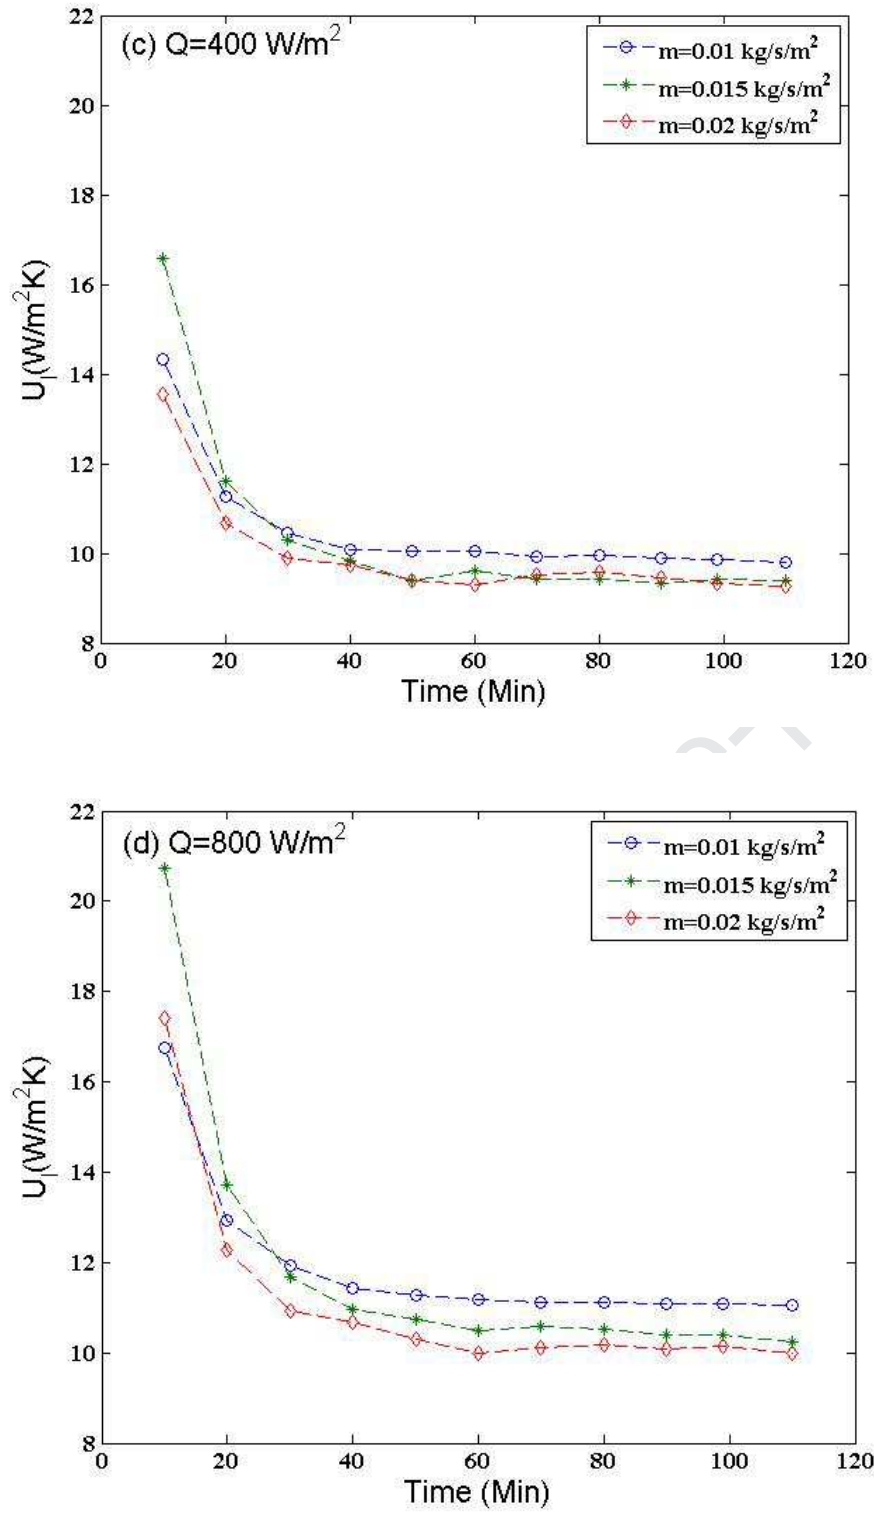 22
(c) Q=400 W/m²
m=0.01 kg/s/m²
m=0.015 kg/s/m²
m=0.02 kg/s/m²
20
18
16
14
12
10
8
Uₗ(W/m²K)
0 20 40 60 80 100 120
Time (Min)
22
(d) Q=800 W/m²
m=0.01 kg/s/m²
m=0.015 kg/s/m²
m=0.02 kg/s/m²
20
18
16
14
12
10
8
Uₗ(W/m²K)
0 20 40 60 80 100 120
Time (Min)